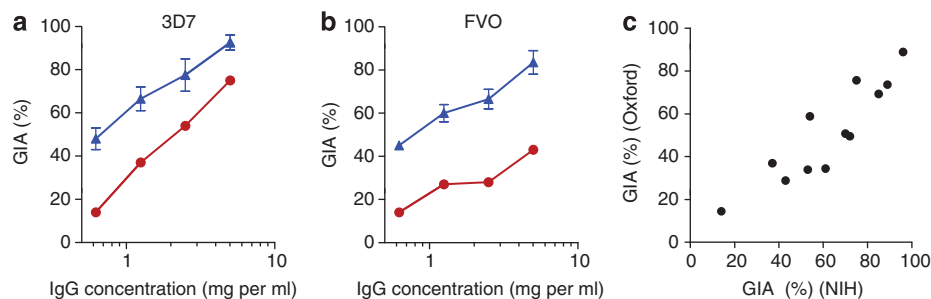 a
3D7
100
80
60
40
20
0
GIA (%)
1
10
IgG concentration (mg per ml)
b
FVO
100
80
60
40
20
0
GIA (%)
1
10
IgG concentration (mg per ml)
c
100
80
60
40
20
0
GIA (%) (Oxford)
0 20 40 60 80 100
GIA (%) (NIH)